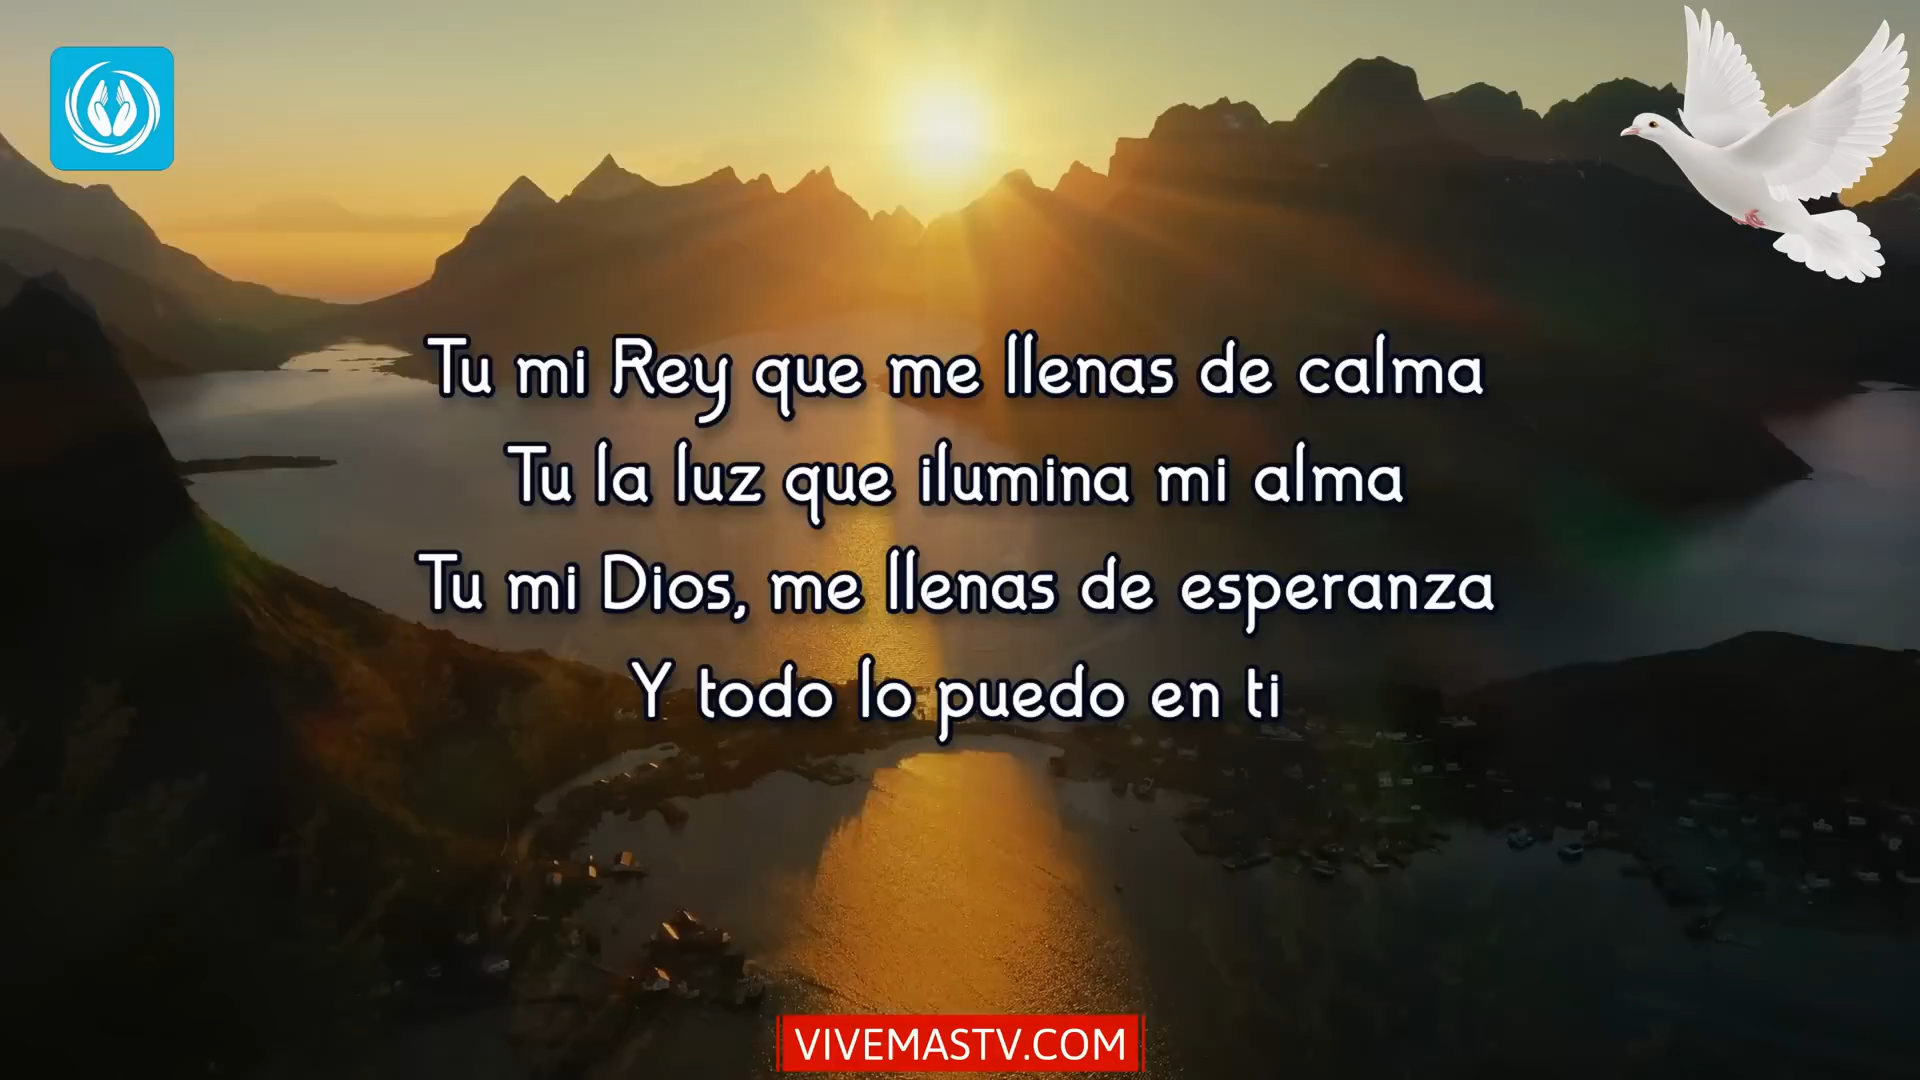 Tu mi Rey que me llenas de calma
Tu la luz que ilumina mi alma
Tu mi Dios, me llenas de esperanza
Y todo lo puedo en ti
VIVEMASTV.COM